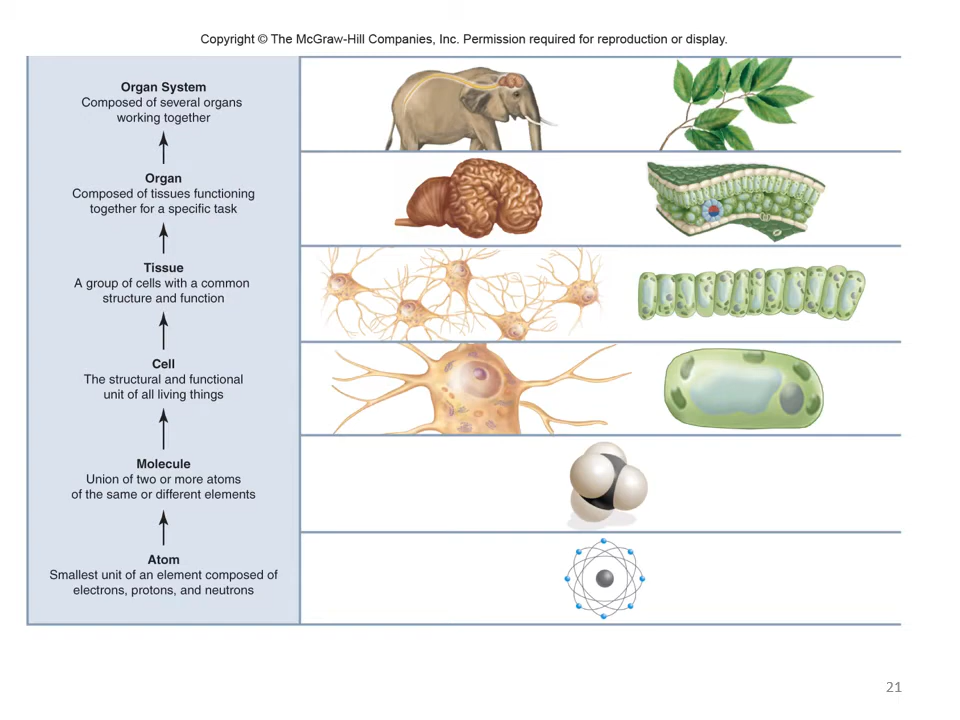 Copyright © The McGraw-Hill Companies, Inc. Permission required for reproduction or display.
Organ System
Composed of several organs
working together
Organ
Composed of tissues functioning
together for a specific task
Tissue
A group of cells with a common
structure and function
Cell
The structural and functional
unit of all living things
Molecule
Union of two or more atoms
of the same or different elements
Atom
Smallest unit of an element composed of
electrons, protons, and neutrons
21